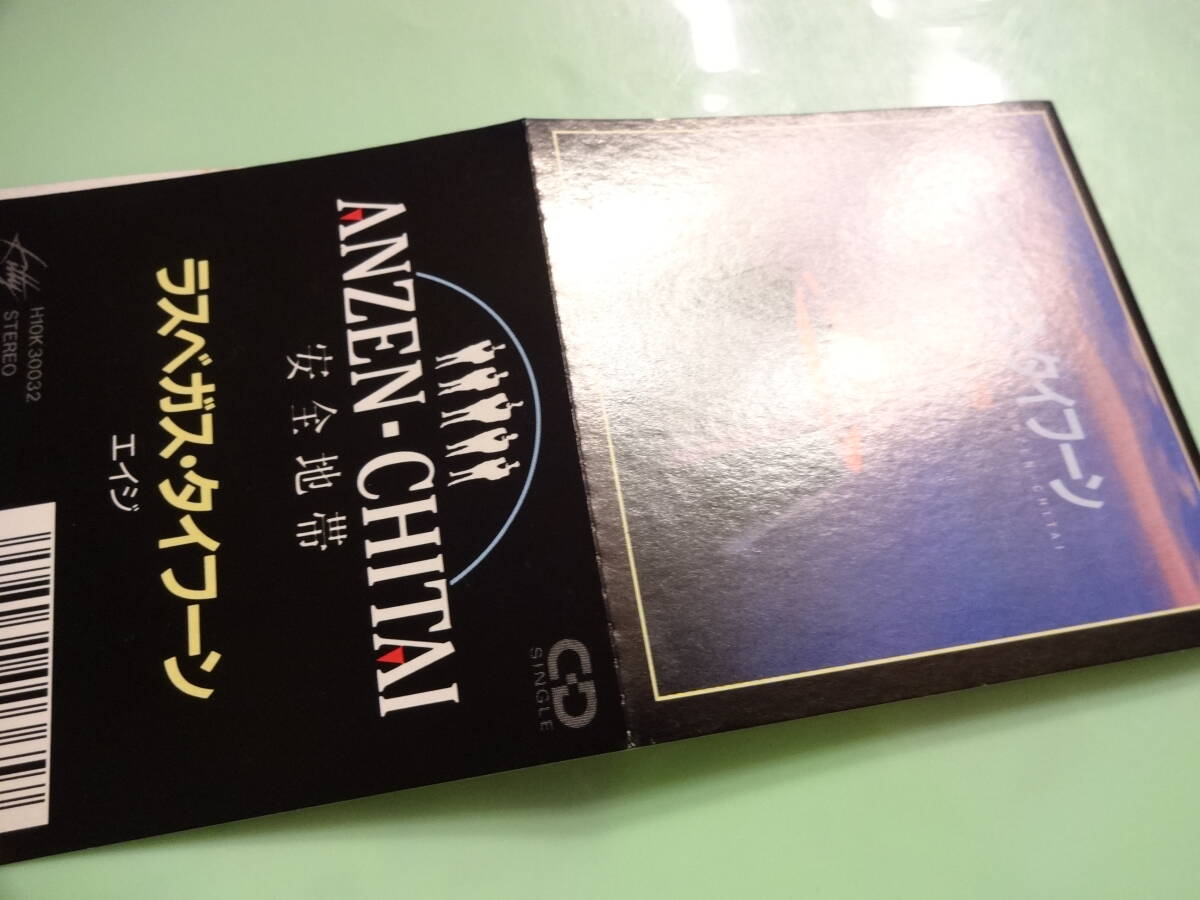 タイフーン
CHITAI
CD
SINGLE
ANZEN-CHITAI
安全地帯
ラスベガス・タイフーン
エイジ
H10K30032
STEREO